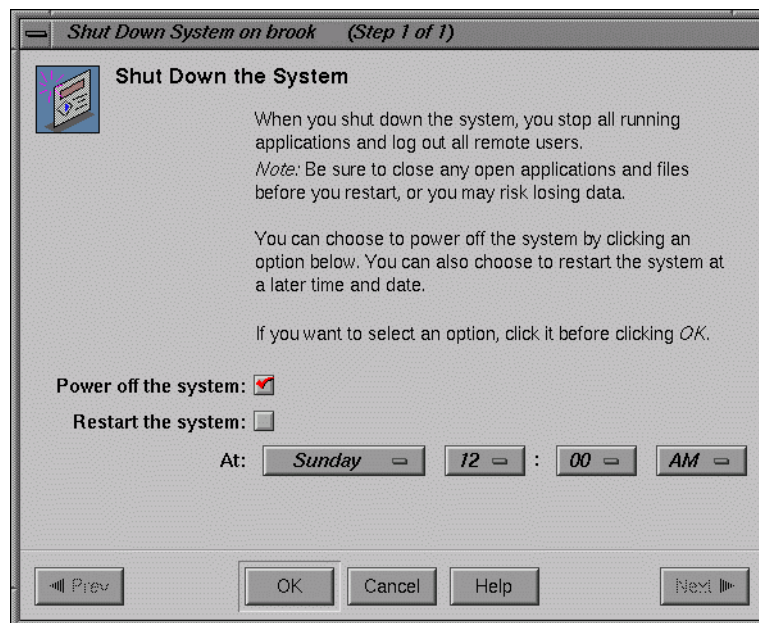 Shut Down System on brook (Step 1 of 1)
Shut Down the System
When you shut down the system, you stop all running
applications and log out all remote users.
Note: Be sure to close any open applications and files
before you restart, or you may risk losing data.
You can choose to power off the system by clicking an
option below. You can also choose to restart the system at
a later time and date.
If you want to select an option, click it before clicking OK.
Power off the system:
Restart the system:
At: Sunday 12 : 00 AM
Prev OK Cancel Help Next